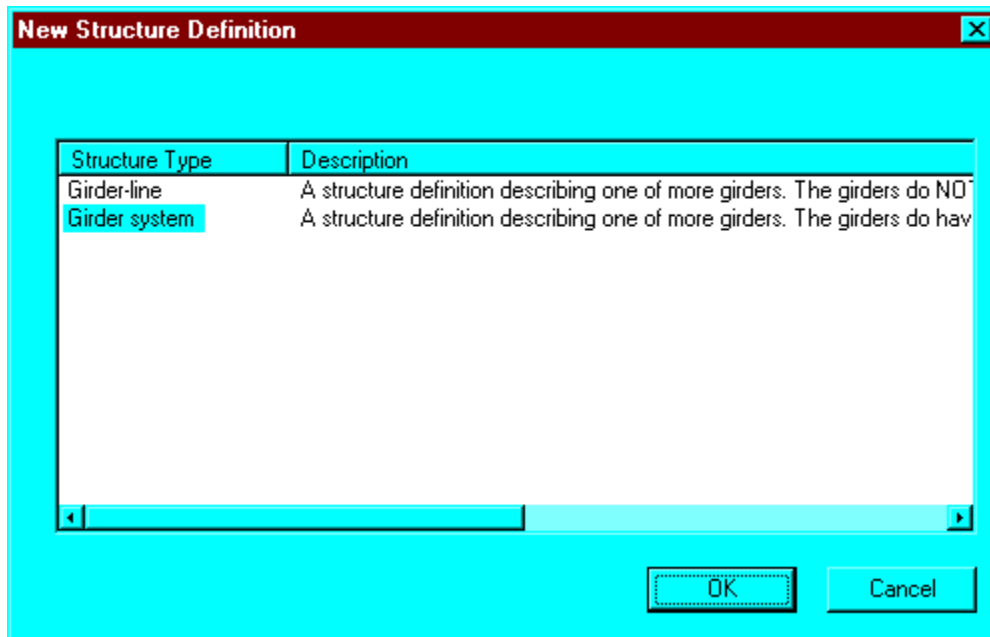 New Structure Definition
Structure Type Description
Girder-line A structure definition describing one of more girders. The girders do NOT
Girder system A structure definition describing one of more girders. The girders do hav
OK Cancel